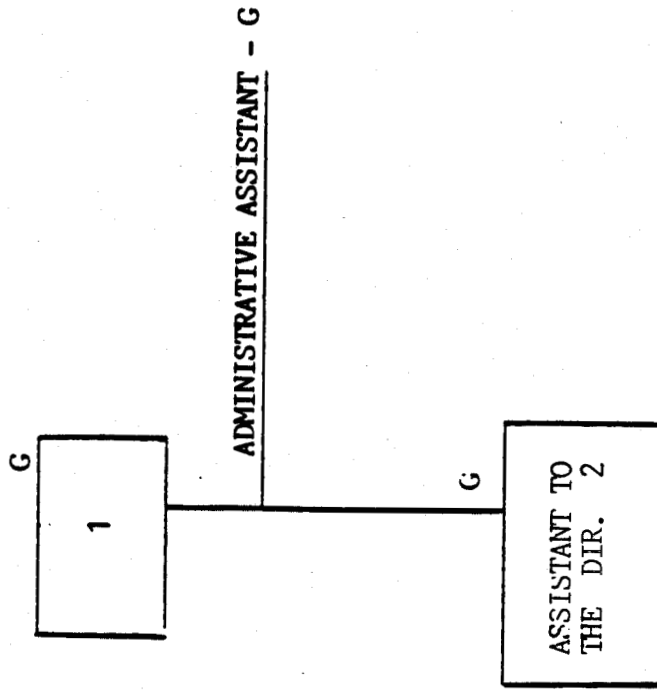 G
1
ADMINISTRATIVE ASSISTANT - G
G
ASSISTANT TO
THE DIR. 2